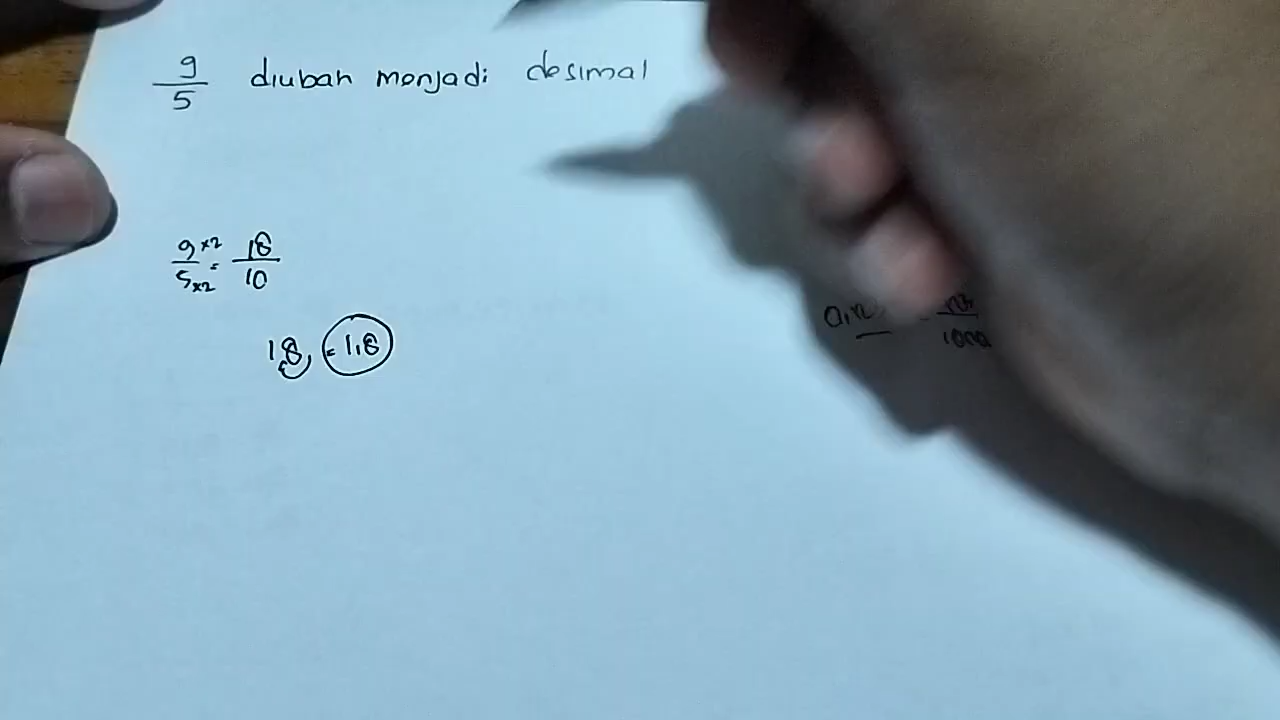 9/5 diubah menjadi desimal
9×2/5×2 = 18/10
18, = 1,8